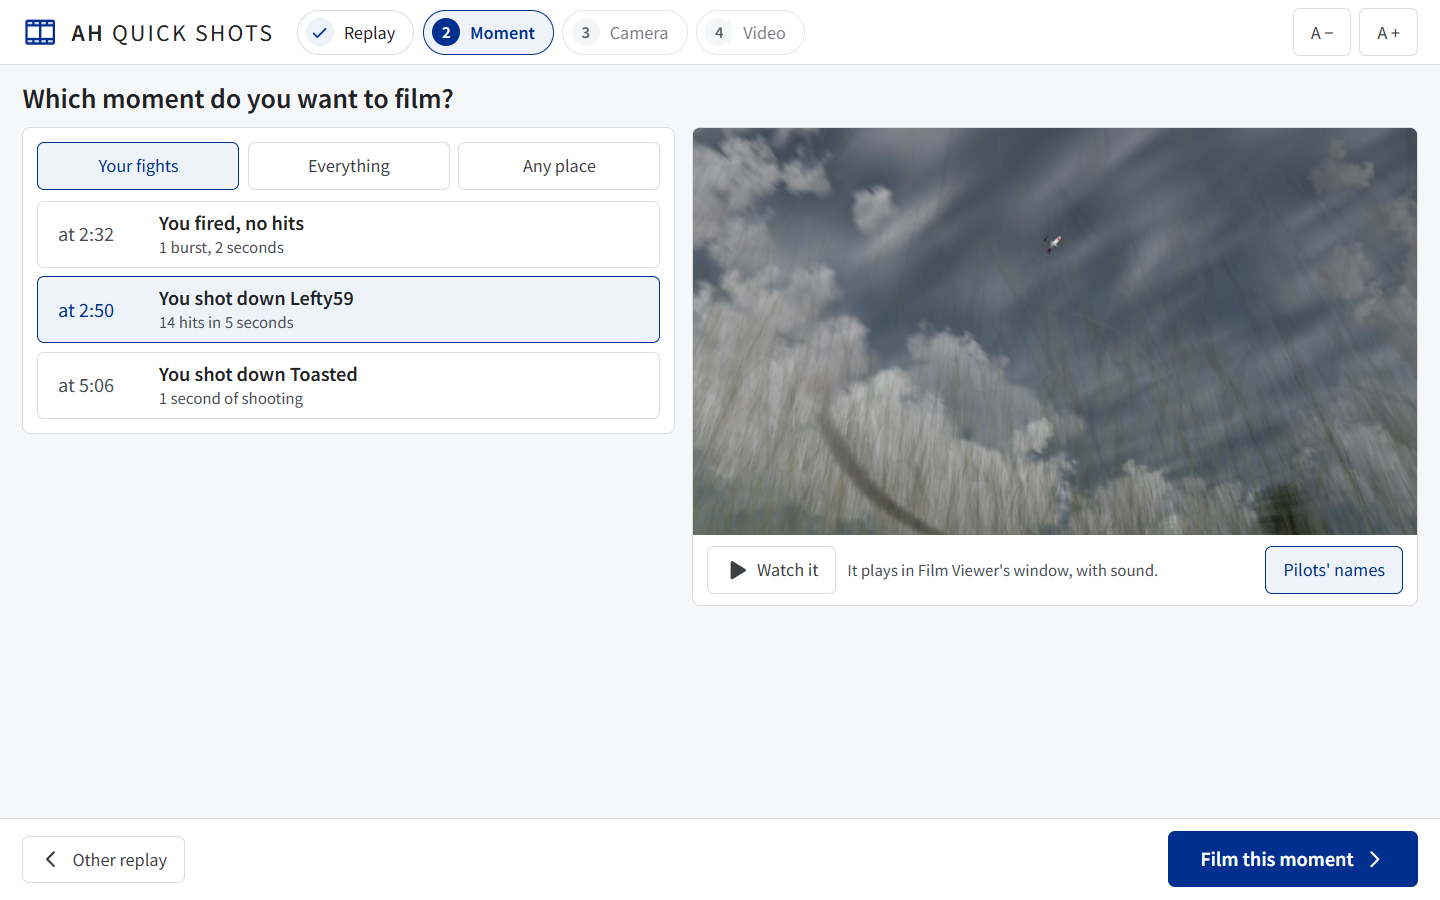 AH QUICK SHOTS
Replay
2 Moment
3 Camera
4 Video
A −
A +
Which moment do you want to film?
Your fights
Everything
Any place
at 2:32
You fired, no hits
1 burst, 2 seconds
at 2:50
You shot down Lefty59
14 hits in 5 seconds
at 5:06
You shot down Toasted
1 second of shooting
Watch it
It plays in Film Viewer's window, with sound.
Pilots' names
Other replay
Film this moment